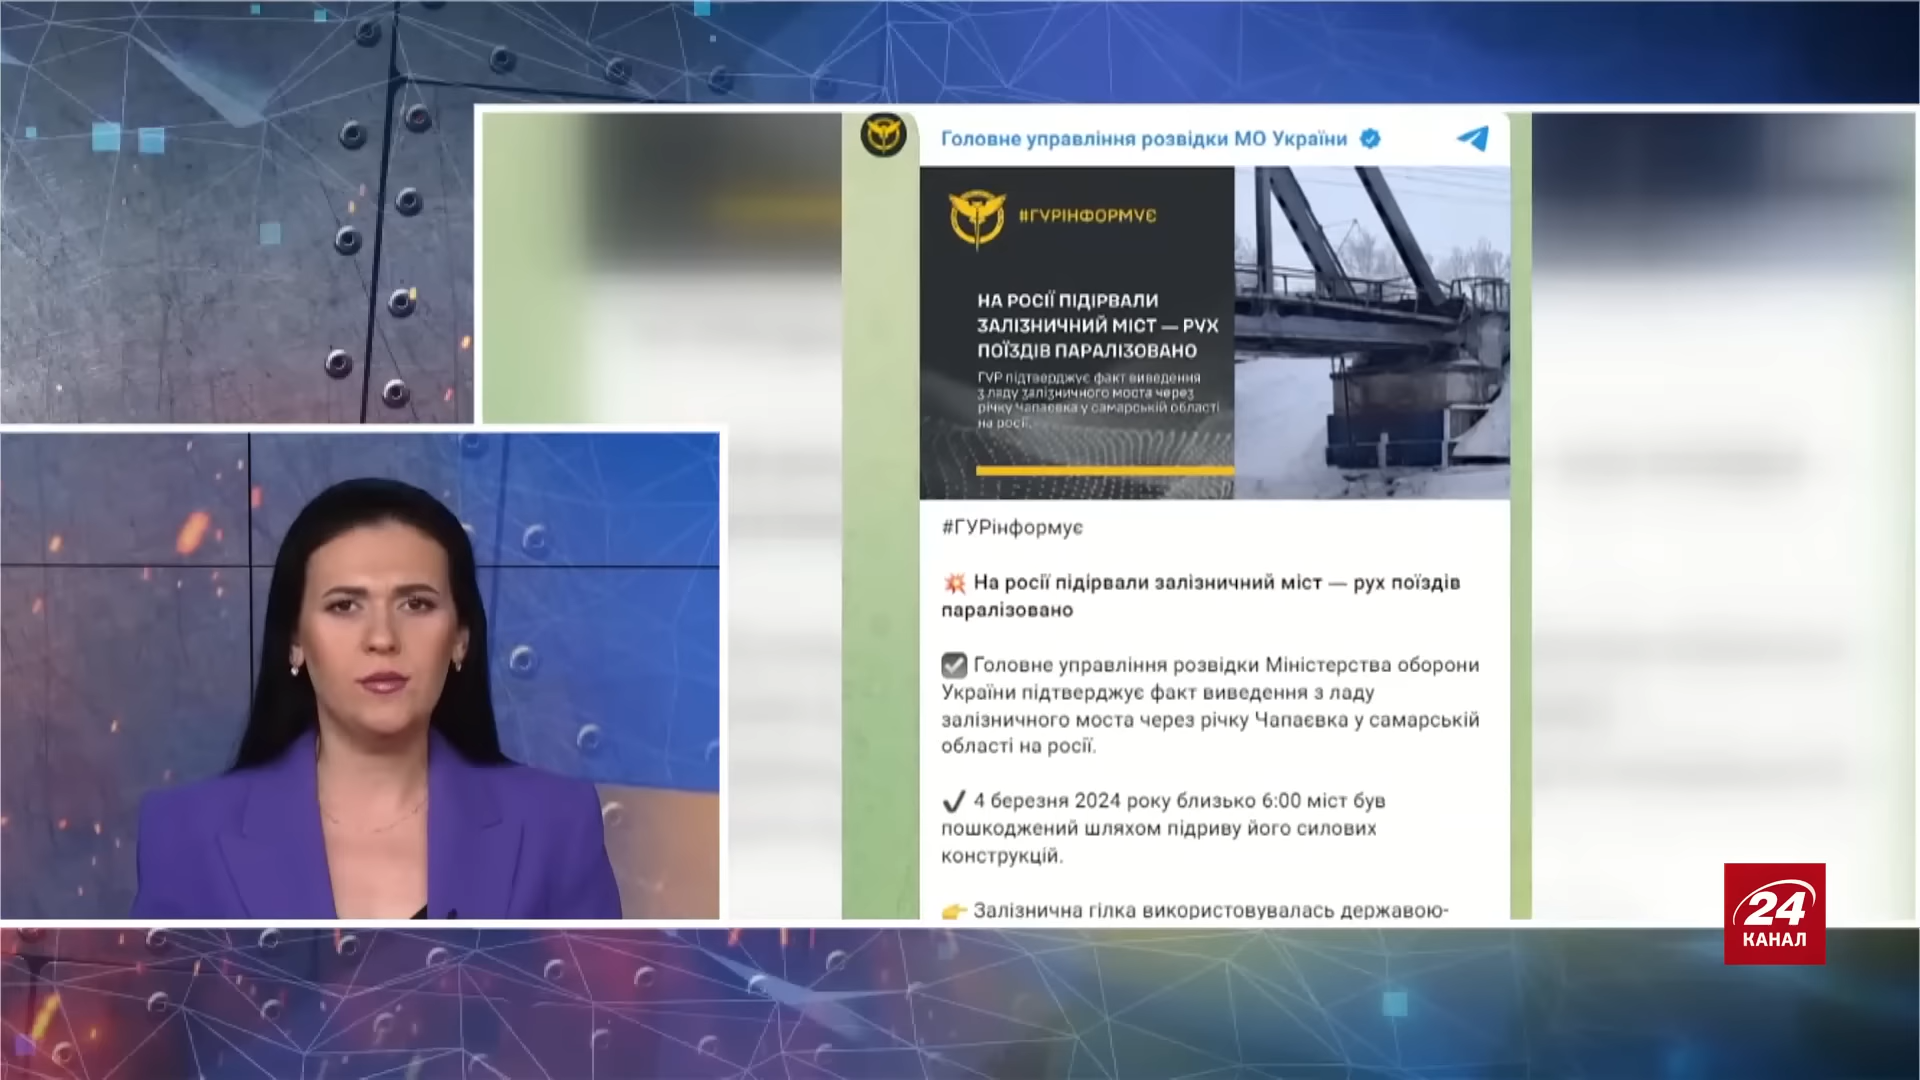 Головне управління розвідки МО України
#ГУРІНФОРМУЄ
НА РОСІЇ ПІДІРВАЛИ
ЗАЛІЗНИЧНИЙ МІСТ — РУХ
ПОЇЗДІВ ПАРАЛІЗОВАНО
ГУР підтверджує факт виведення
з ладу залізничного моста через
річку Чапаєвка у самарській області
на росії.
#ГУРінформує
💥 На росії підірвали залізничний міст — рух поїздів
паралізовано
☑️ Головне управління розвідки Міністерства оборони
України підтверджує факт виведення з ладу
залізничного моста через річку Чапаєвка у самарській
області на росії.
✔️ 4 березня 2024 року близько 6:00 міст був
пошкоджений шляхом підриву його силових
конструкцій.
👉 Залізнична гілка використовувалась державою-
24
КАНАЛ